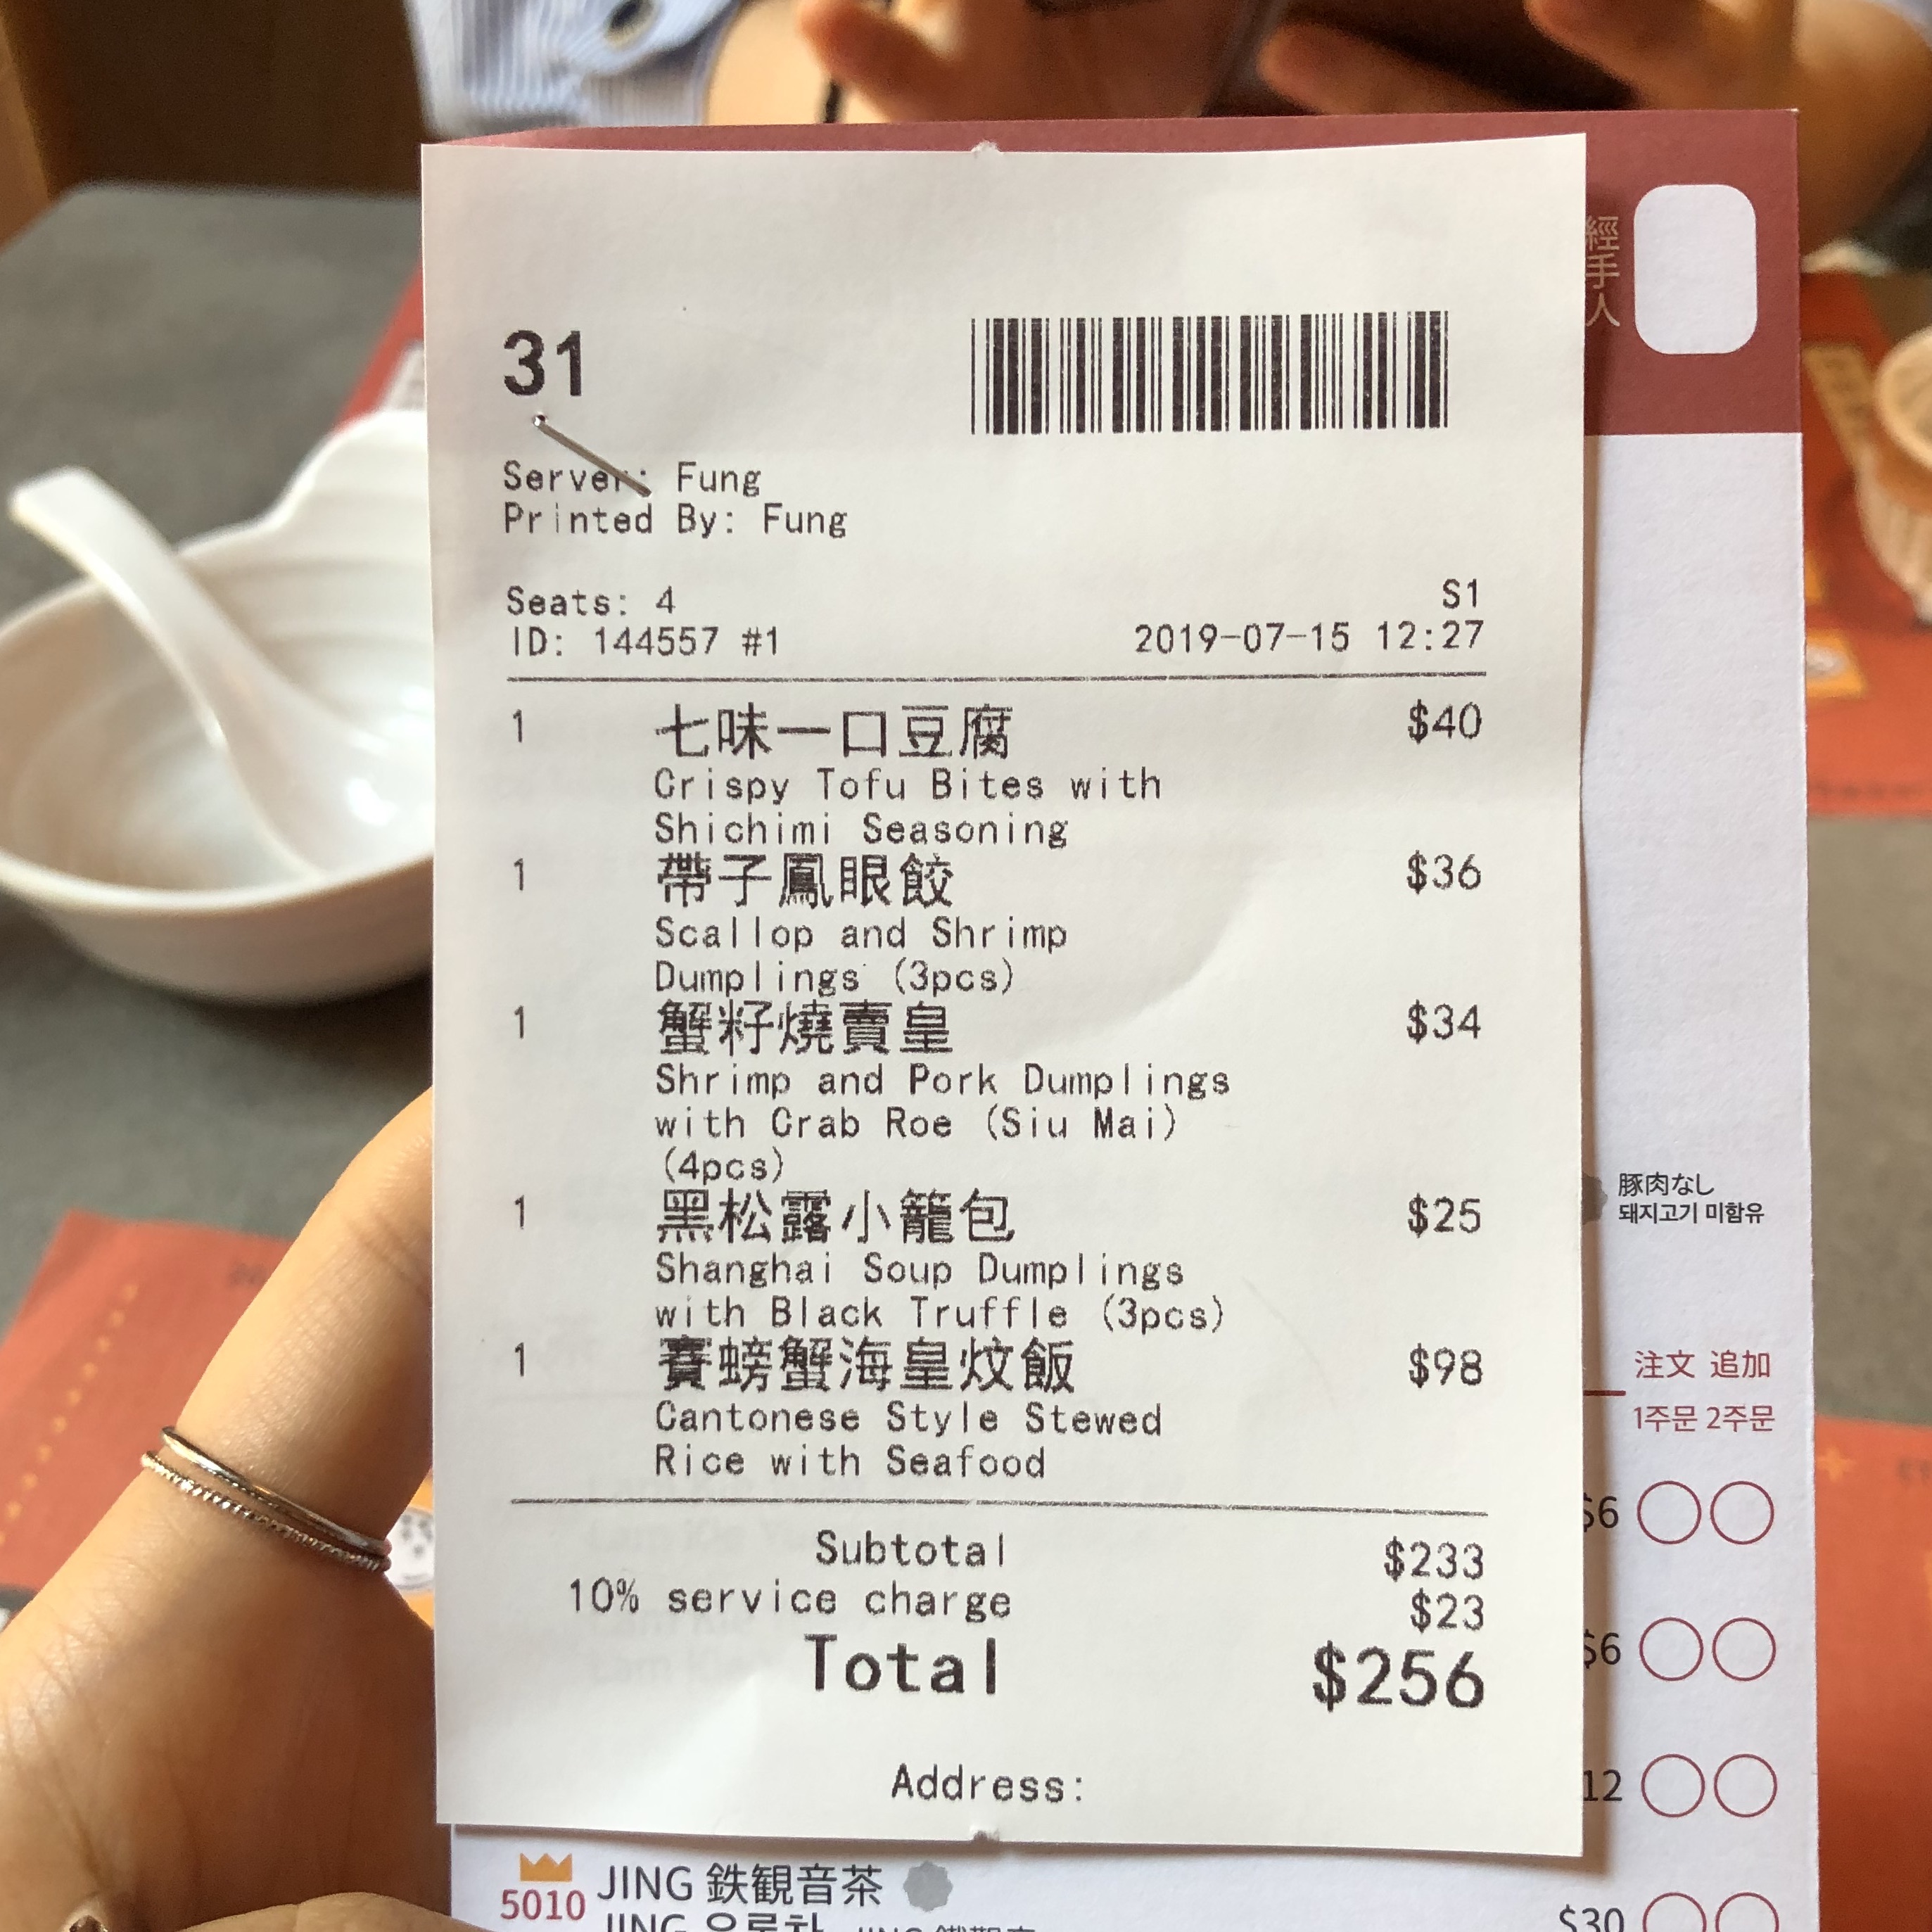 經手人
31
Server: Fung
Printed By: Fung
Seats: 4
S1
ID: 144557 #1
2019-07-15 12:27
1 七味一口豆腐 $40
Crispy Tofu Bites with
Shichimi Seasoning
1 帶子鳳眼餃 $36
Scallop and Shrimp
Dumplings (3pcs)
1 蟹籽燒賣皇 $34
Shrimp and Pork Dumplings
with Crab Roe (Siu Mai)
(4pcs)
1 黑松露小籠包 $25
Shanghai Soup Dumplings
with Black Truffle (3pcs)
1 賽螃蟹海皇炆飯 $98
Cantonese Style Stewed
Rice with Seafood
Subtotal $233
10% service charge $23
Total $256
Address:
豚肉なし
돼지고기 미함유
注文 追加
1주문 2주문
$6
$6
12
5010 JING 鉄観音茶
$30